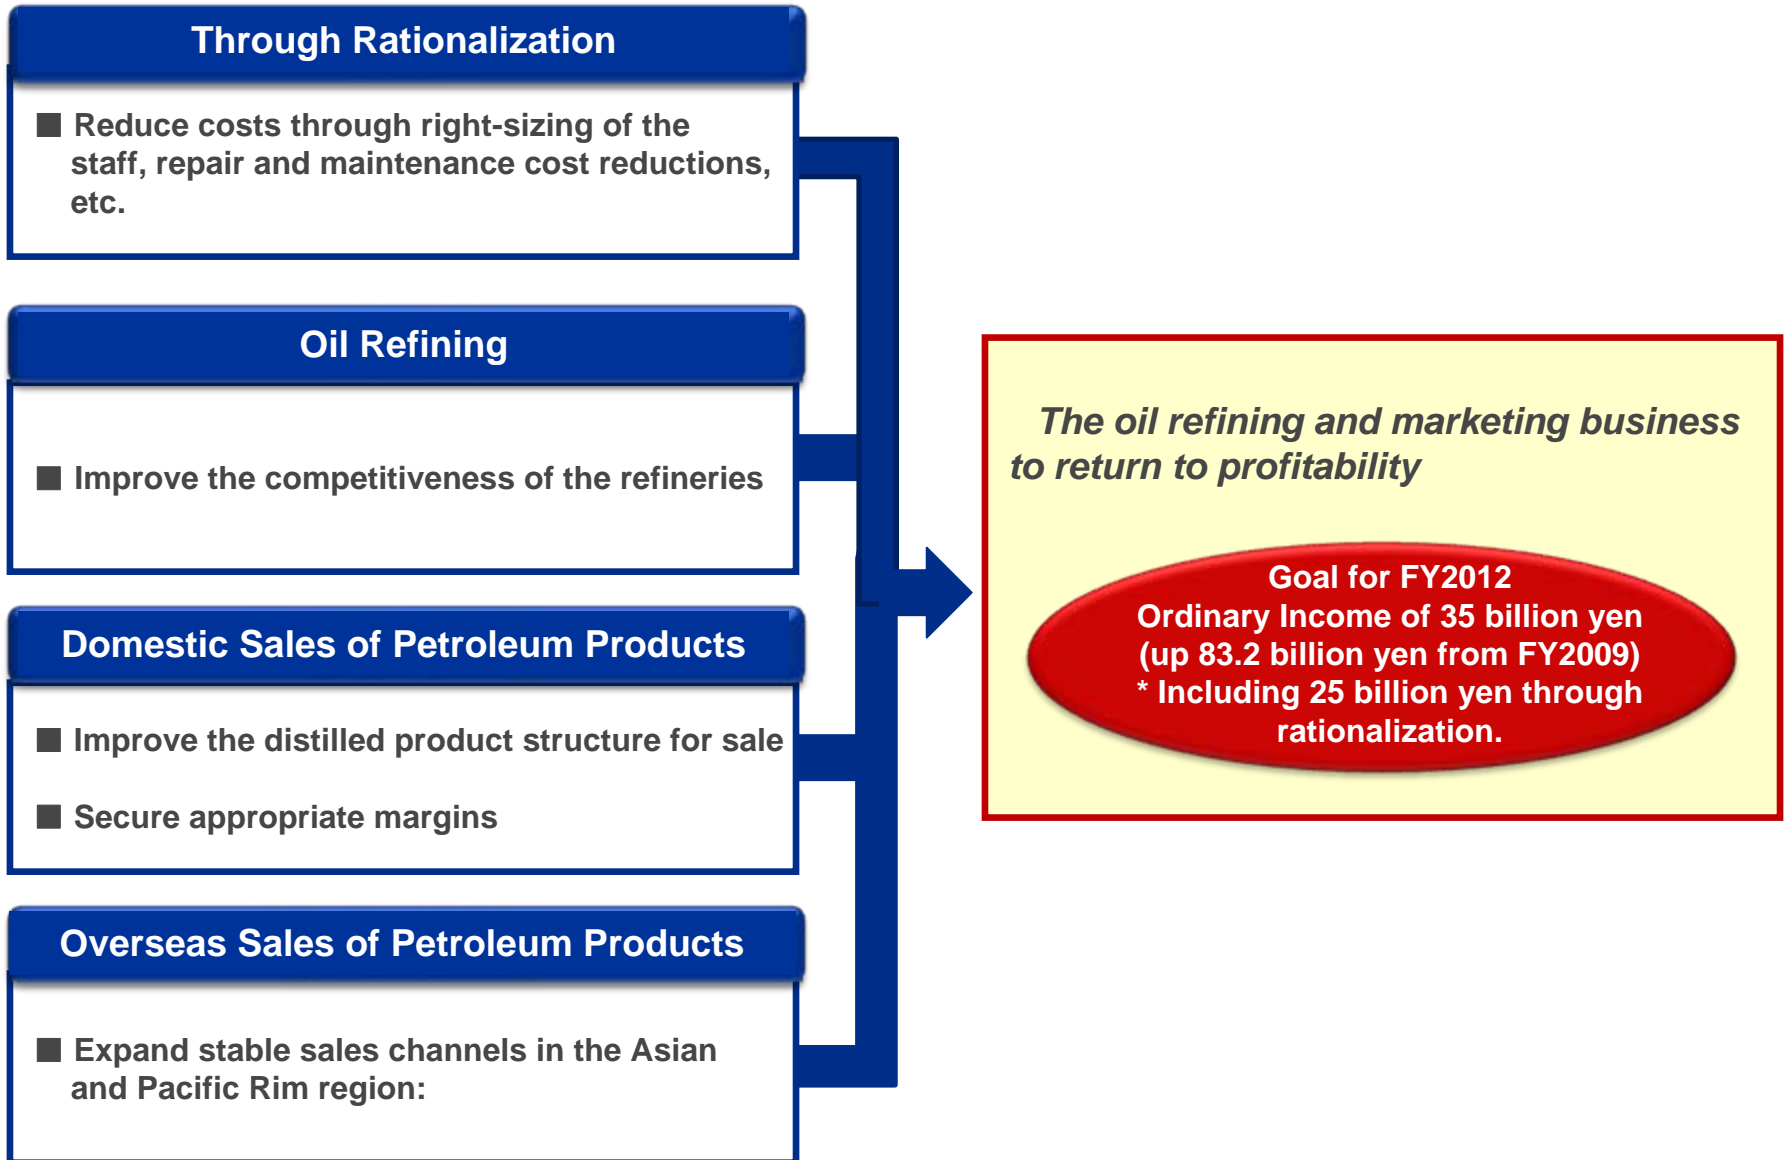 Through Rationalization
■ Reduce costs through right-sizing of the
staff, repair and maintenance cost reductions,
etc.
Oil Refining
■ Improve the competitiveness of the refineries
Domestic Sales of Petroleum Products
■ Improve the distilled product structure for sale
■ Secure appropriate margins
Overseas Sales of Petroleum Products
■ Expand stable sales channels in the Asian
and Pacific Rim region:
The oil refining and marketing business
to return to profitability
Goal for FY2012
Ordinary Income of 35 billion yen
(up 83.2 billion yen from FY2009)
* Including 25 billion yen through
rationalization.